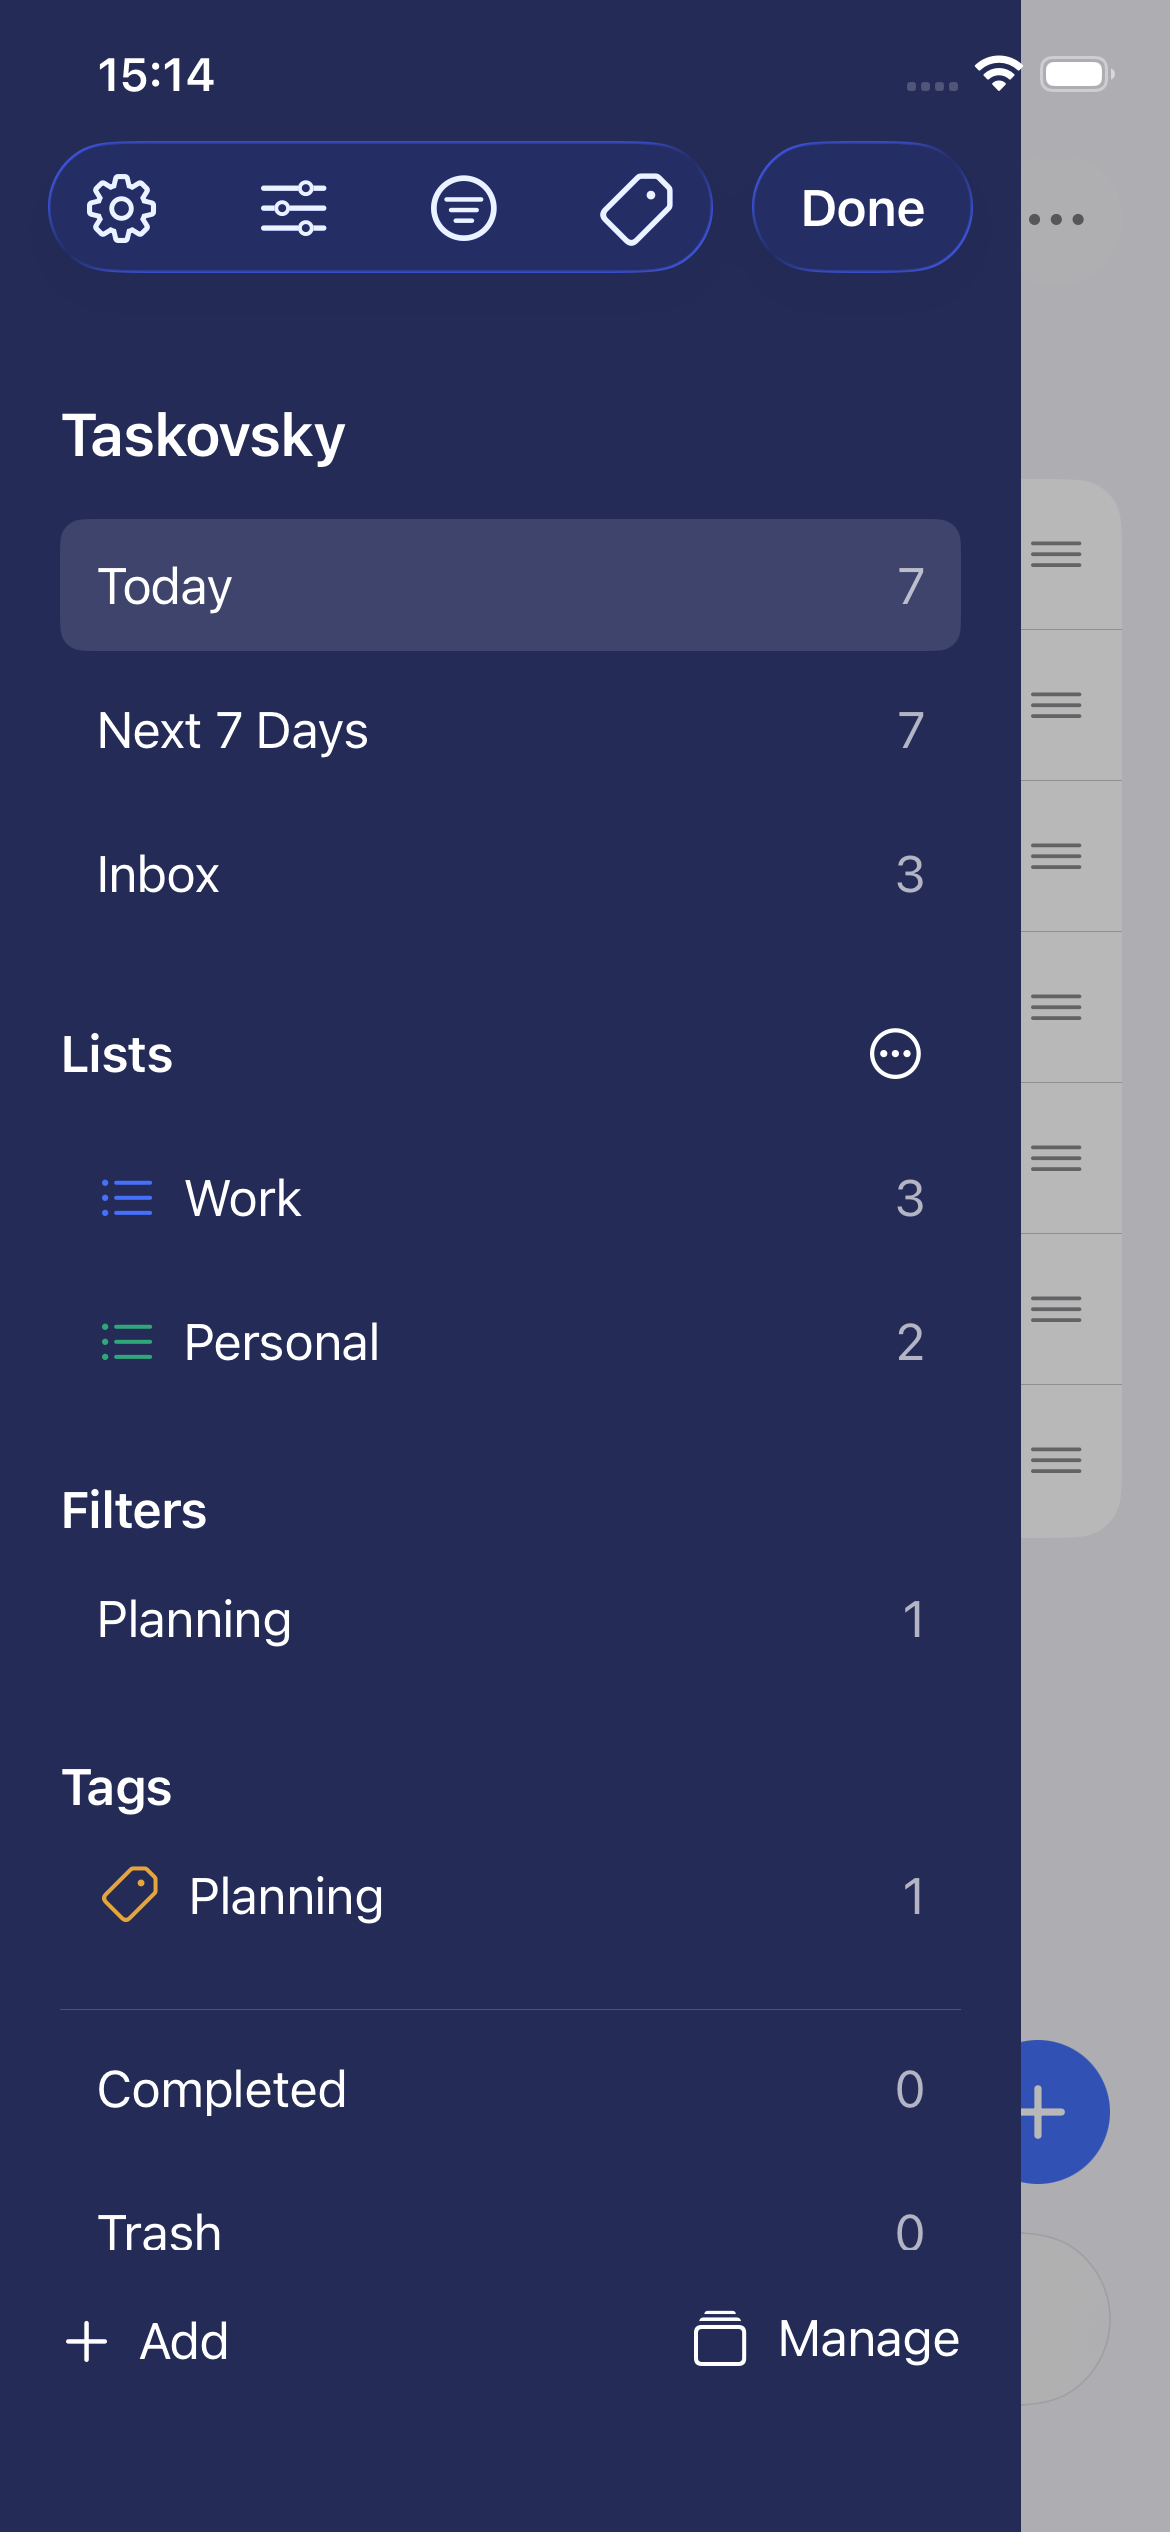 15:14
Done
Taskovsky
Today 7
Next 7 Days 7
Inbox 3
Lists
Work 3
Personal 2
Filters
Planning 1
Tags
Planning 1
Completed 0
Trash 0
Add Manage